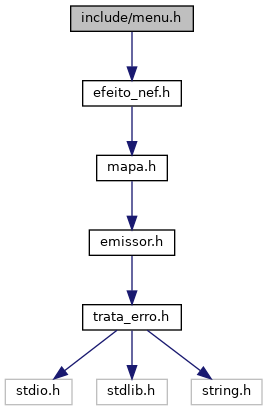 include/menu.h
efeito_nef.h
mapa.h
emissor.h
trata_erro.h
stdio.h
stdlib.h
string.h